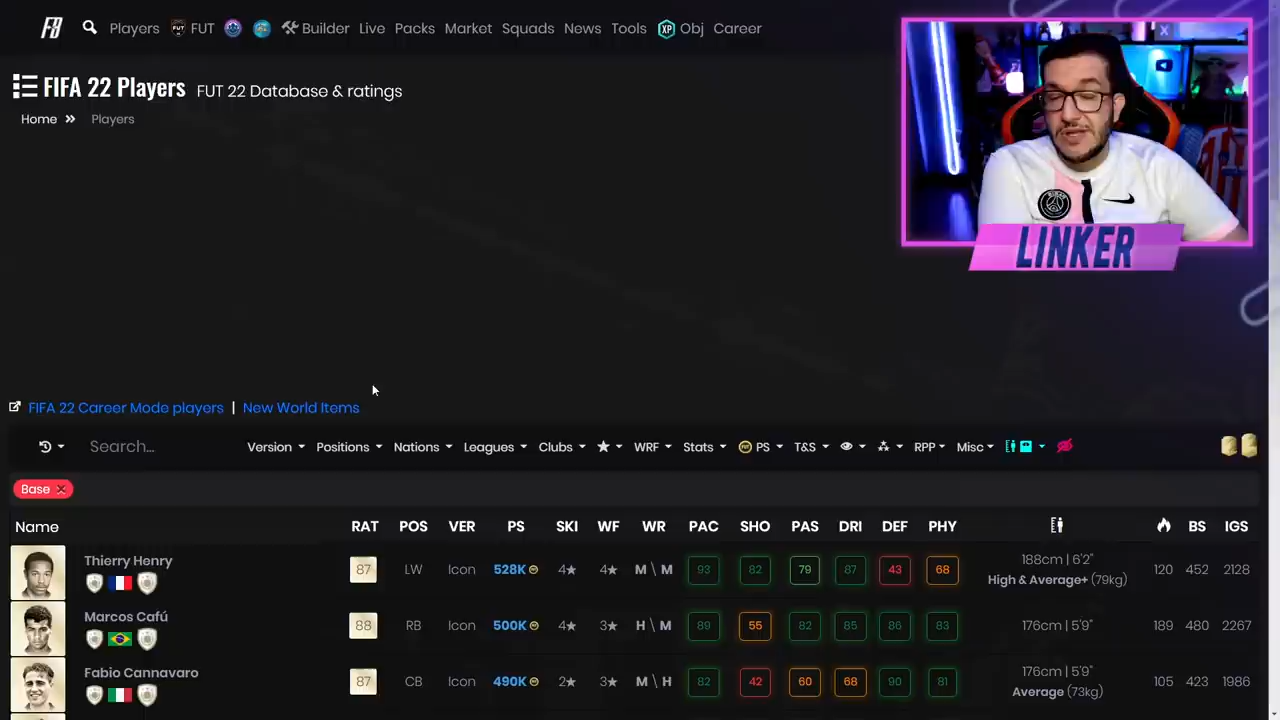 FB Players FUT Builder Live Packs Market Squads News Tools XP Obj Career
FIFA 22 Players FUT 22 Database & ratings
Home » Players
LINKER
FIFA 22 Career Mode players | New World Items
Search... Version Positions Nations Leagues Clubs WRF Stats PS T&S RPP Misc
Base x
Name RAT POS VER PS SKI WF WR PAC SHO PAS DRI DEF PHY BS IGS
Thierry Henry 87 LW Icon 528K 4★ 4★ M \ M 93 82 79 87 43 68 188cm | 6'2" 120 452 2128
High & Average+ (79kg)
Marcos Cafú 88 RB Icon 500K 4★ 3★ H \ M 89 55 82 85 86 83 176cm | 5'9" 189 480 2267
Fabio Cannavaro 87 CB Icon 490K 2★ 3★ M \ H 82 42 60 68 90 81 176cm | 5'9" 105 423 1986
Average (73kg)